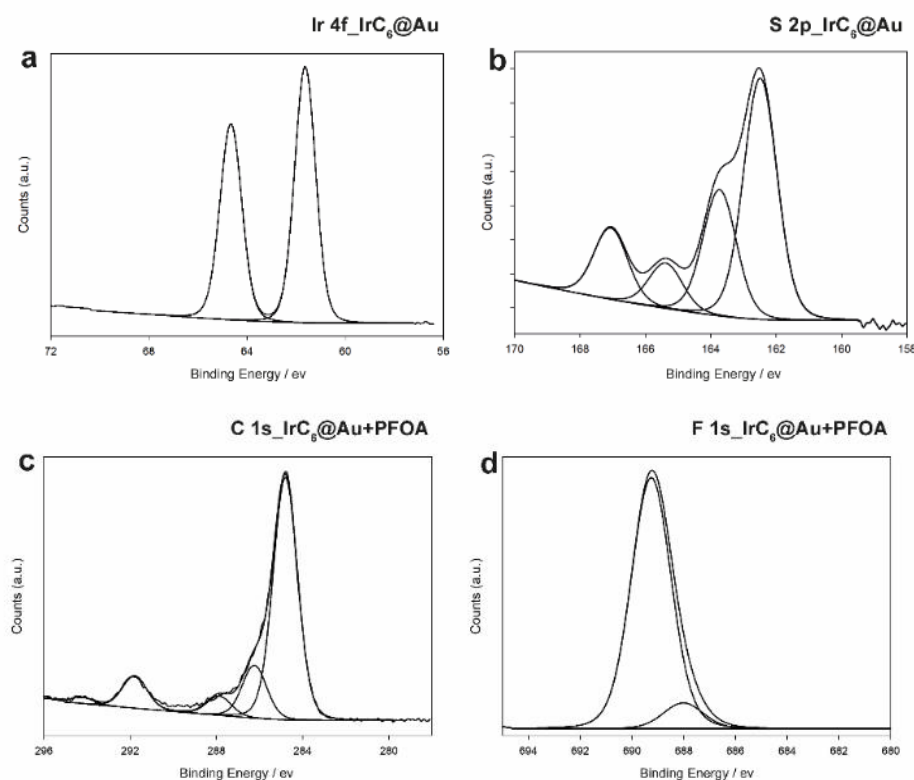 Ir 4f_IrC₆@Au
a
Counts (a.u.)
72 68 64 60 56
Binding Energy / ev
S 2p_IrC₆@Au
b
Counts (a.u.)
170 168 166 164 162 160 158
Binding Energy / ev
C 1s_IrC₆@Au+PFOA
c
Counts (a.u.)
296 292 288 284 280
Binding Energy / ev
F 1s_IrC₆@Au+PFOA
d
Counts (a.u.)
694 692 690 688 686 684 682 680
Binding Energy / ev